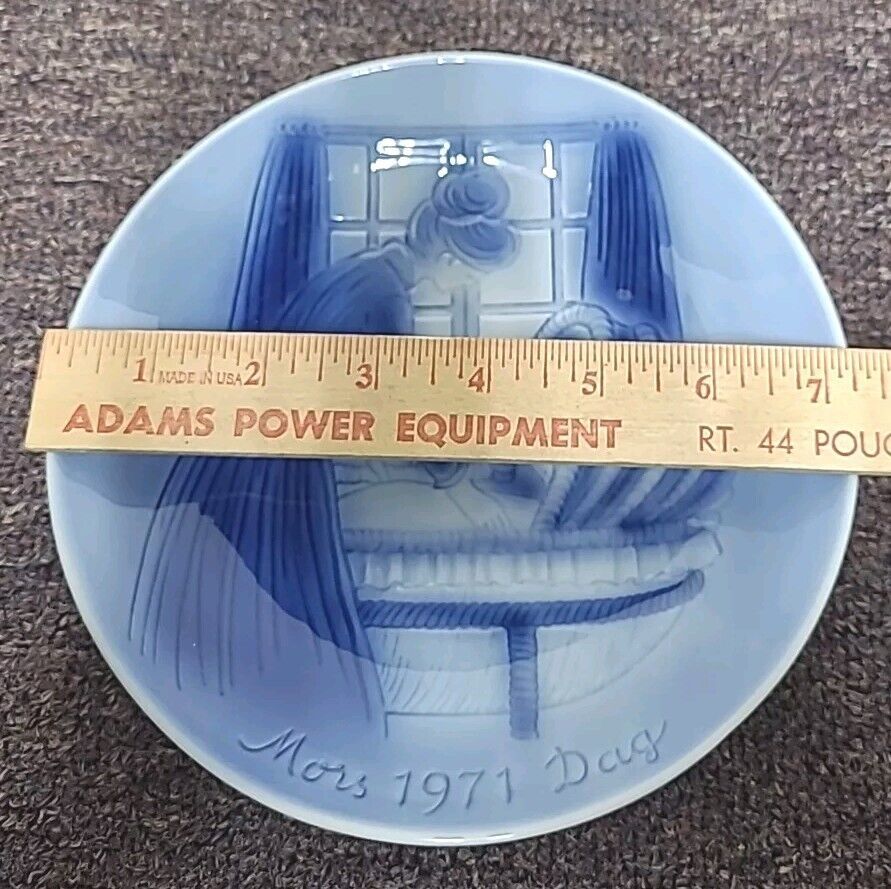 1 MADE IN USA 2 3 4 5 6 7
ADAMS POWER EQUIPMENT RT. 44 POUG
Mors 1971 Dag